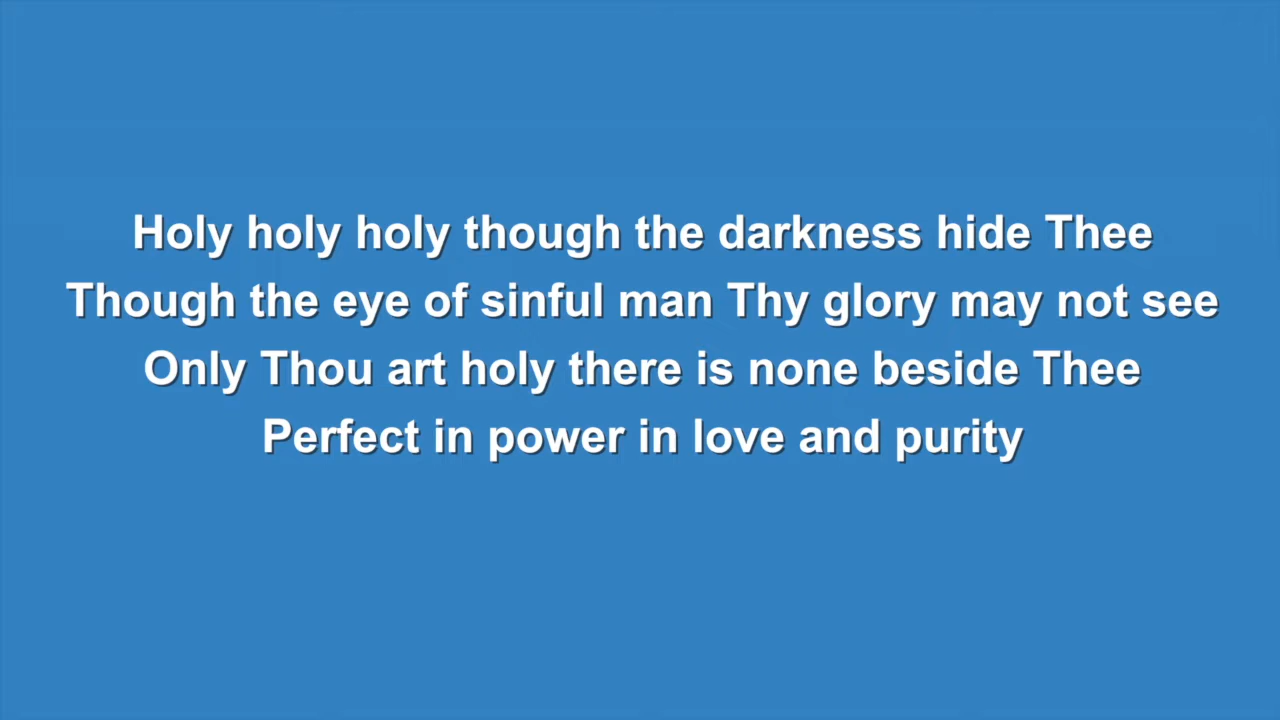 Holy holy holy though the darkness hide Thee
Though the eye of sinful man Thy glory may not see
Only Thou art holy there is none beside Thee
Perfect in power in love and purity